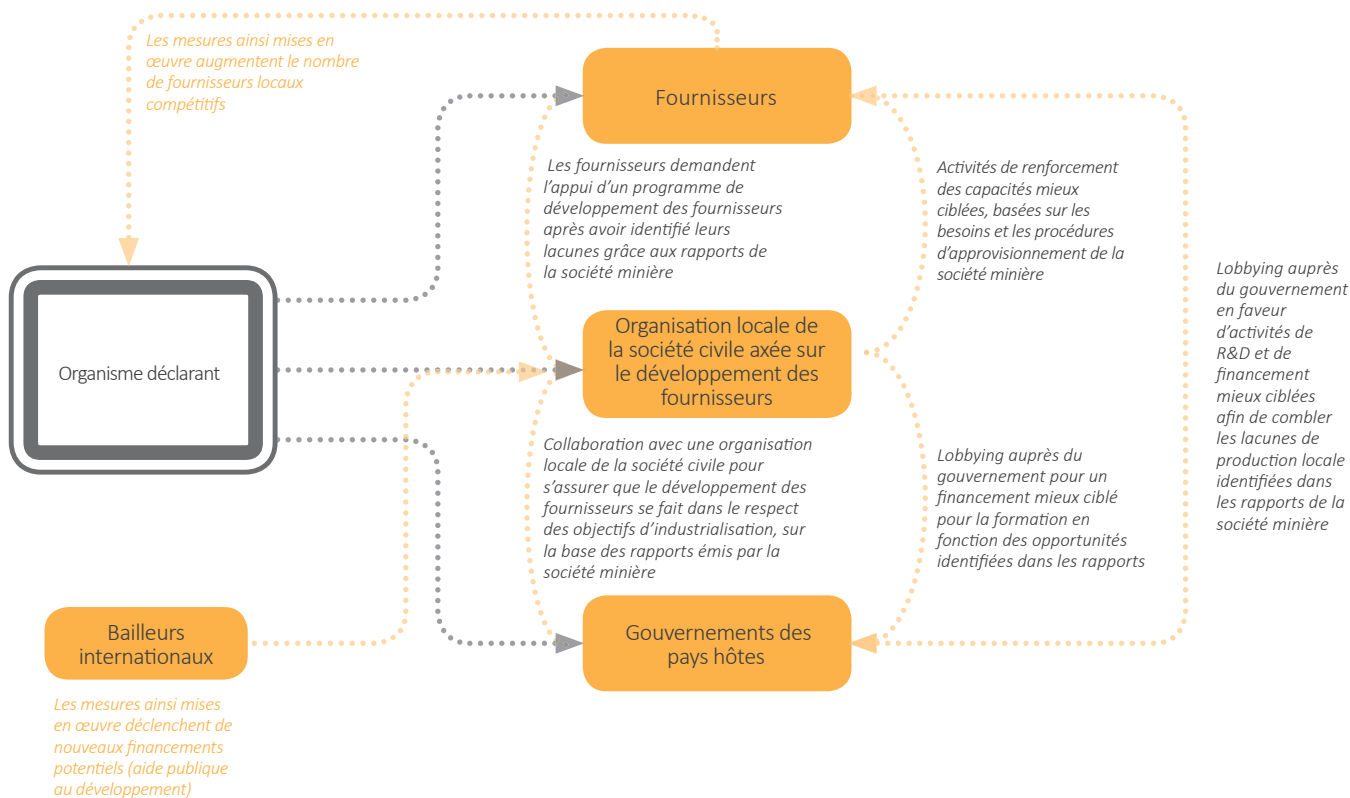 Les mesures ainsi mises en
œuvre augmentent le nombre
de fournisseurs locaux
compétitifs
Fournisseurs
Les fournisseurs demandent
l’appui d’un programme de
développement des fournisseurs
après avoir identifié leurs
lacunes grâce aux rapports de
la société minière
Activités de renforcement
des capacités mieux
ciblées, basées sur les
besoins et les procédures
d’approvisionnement de la
société minière
Lobbying auprès
du gouvernement
en faveur
d’activités de
R&D et de
financement
mieux ciblées
afin de combler
les lacunes de
production locale
identifiées dans
les rapports de la
société minière
Organisme déclarant
Organisation locale de
la société civile axée sur
le développement des
fournisseurs
Collaboration avec une organisation
locale de la société civile pour
s’assurer que le développement des
fournisseurs se fait dans le respect
des objectifs d’industrialisation, sur
la base des rapports émis par la
société minière
Lobbying auprès du
gouvernement pour un
financement mieux ciblé
pour la formation en
fonction des opportunités
identifiées dans les rapports
Bailleurs
internationaux
Gouvernements des
pays hôtes
Les mesures ainsi mises
en œuvre déclenchent de
nouveaux financements
potentiels (aide publique
au développement)